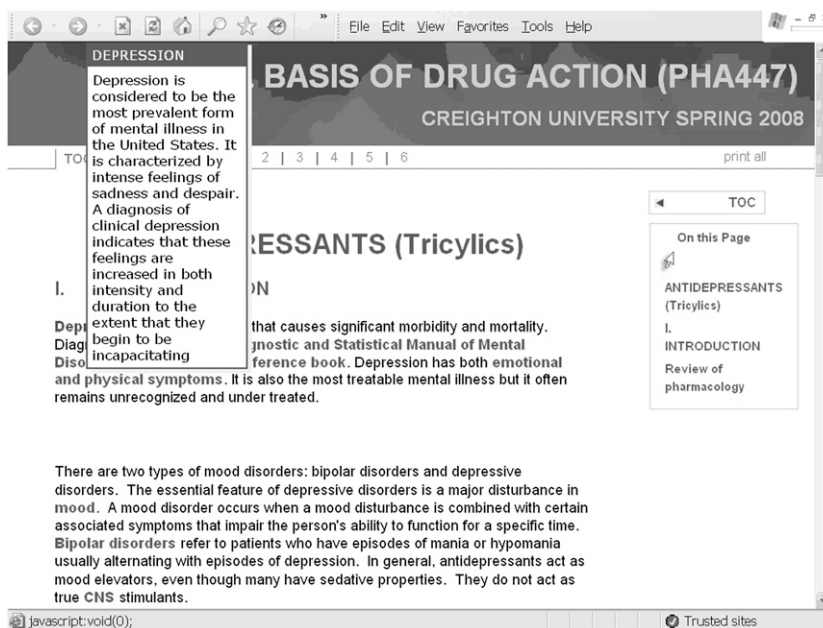 » File Edit View Favorites Tools Help
DEPRESSION
Depression is
considered to be the
most prevalent form
of mental illness in
the United States. It
is characterized by
intense feelings of
sadness and despair.
A diagnosis of
clinical depression
indicates that these
feelings are
increased in both
intensity and
duration to the
extent that they
begin to be
incapacitating
BASIS OF DRUG ACTION (PHA447)
CREIGHTON UNIVERSITY SPRING 2008
2 | 3 | 4 | 5 | 6 print all
◄ TOC
On this Page
ANTIDEPRESSANTS
(Tricylics)
I.
INTRODUCTION
Review of
pharmacology
RESSANTS (Tricylics)
I. ON
that causes significant morbidity and mortality.
gnostic and Statistical Manual of Mental
ference book. Depression has both emotional
and physical symptoms. It is also the most treatable mental illness but it often
remains unrecognized and under treated.
There are two types of mood disorders: bipolar disorders and depressive
disorders. The essential feature of depressive disorders is a major disturbance in
mood. A mood disorder occurs when a mood disturbance is combined with certain
associated symptoms that impair the person's ability to function for a specific time.
Bipolar disorders refer to patients who have episodes of mania or hypomania
usually alternating with episodes of depression. In general, antidepressants act as
mood elevators, even though many have sedative properties. They do not act as
true CNS stimulants.
javascript:void(0); Trusted sites